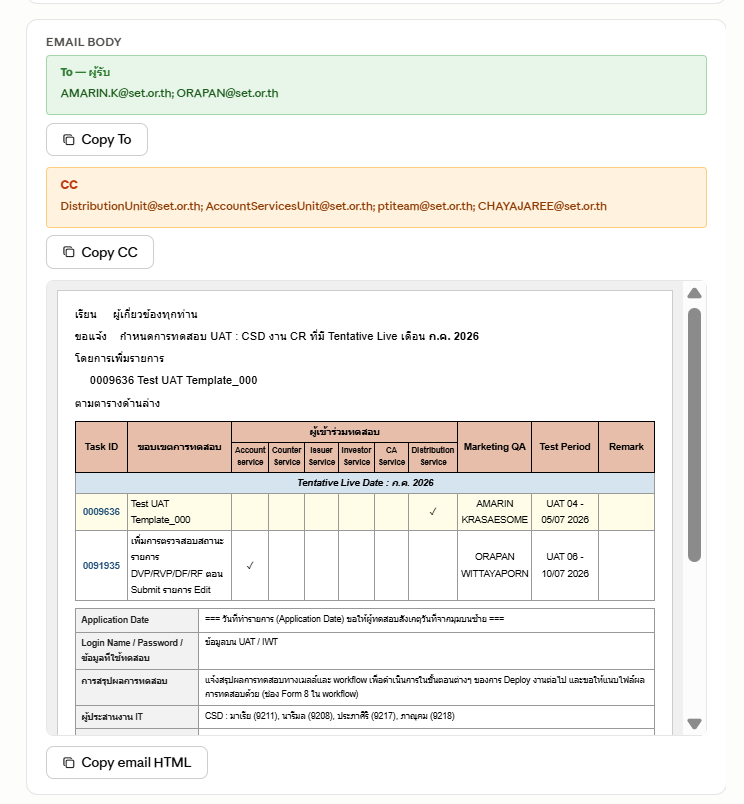 EMAIL BODY
To — ผู้รับ
AMARIN.K@set.or.th; ORAPAN@set.or.th
Copy To
CC
DistributionUnit@set.or.th; AccountServicesUnit@set.or.th; ptiteam@set.or.th; CHAYAJAREE@set.or.th
Copy CC
เรียน ผู้เกี่ยวข้องทุกท่าน
ขอแจ้ง กำหนดการทดสอบ UAT : CSD งาน CR ที่มี Tentative Live เดือน ก.ค. 2026
โดยการเพิ่มรายการ
0009636 Test UAT Template_000
ตามตารางด้านล่าง
Task ID
ขอบเขตการทดสอบ
ผู้เข้าร่วมทดสอบ
Account service
Counter Service
Issuer Service
Investor Service
CA Service
Distribution Service
Marketing QA
Test Period
Remark
Tentative Live Date : ก.ค. 2026
0009636
Test UAT
Template_000
✓
AMARIN
KRASAESOME
UAT 04 -
05/07 2026
0091935
เพิ่มการตรวจสอบสถานะ
รายการ
DVP/RVP/DF/RF ตอน
Submit รายการ Edit
✓
ORAPAN
WITTAYAPORN
UAT 06 -
10/07 2026
Application Date
=== วันที่ทำรายการ (Application Date) ขอให้ผู้ทดสอบสังเกตุวันที่จากมุมบนซ้าย ===
Login Name / Password /
ข้อมูลที่ใช้ทดสอบ
ข้อมูลบน UAT / IWT
การสรุปผลการทดสอบ
แจ้งสรุปผลการทดสอบทางเมลล์และ workflow เพื่อดำเนินการในขั้นตอนต่างๆ ของการ Deploy งานต่อไป และขอให้แนบไฟล์ผล
การทดสอบด้วย (ช่อง Form 8 ใน workflow)
ผู้ประสานงาน IT
CSD : มาเรีย (9211), นาริมล (9208), ประภาศิริ (9217), ภาณุคม (9218)
Copy email HTML